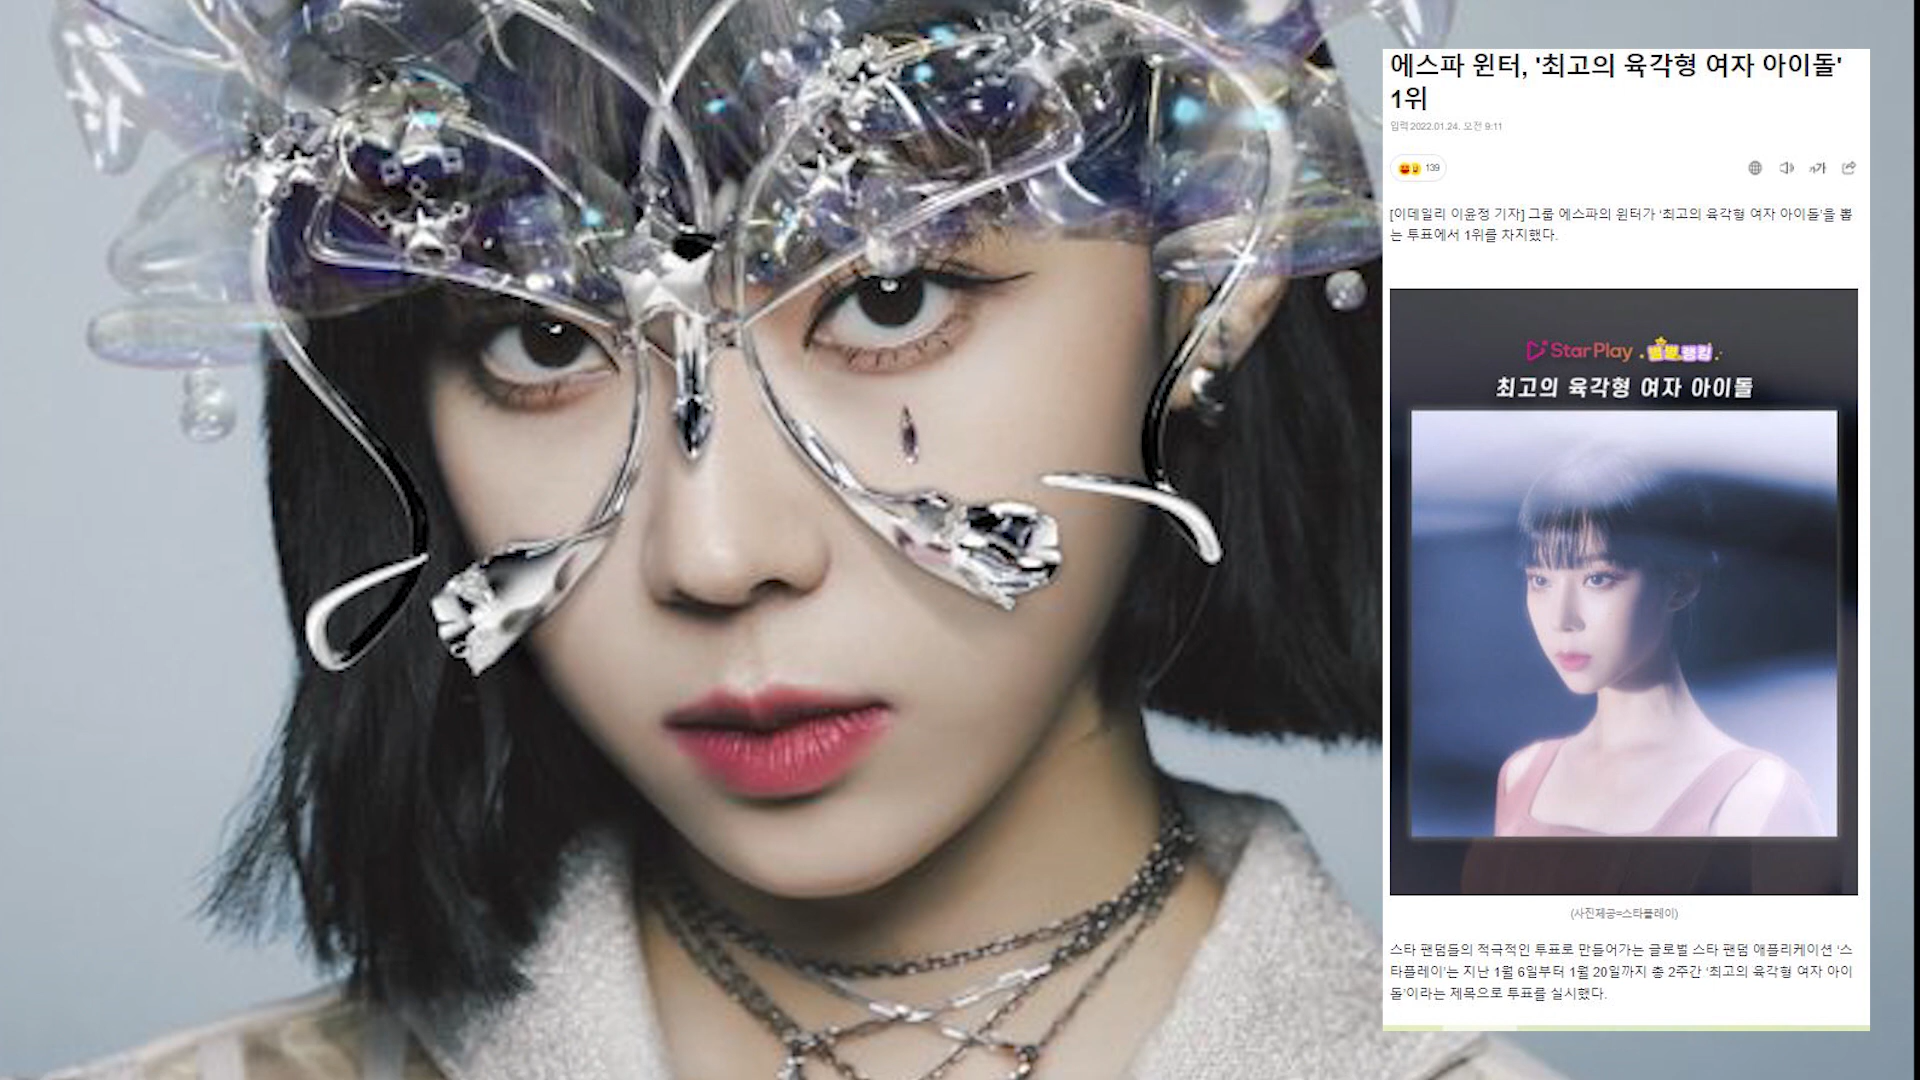 에스파 윈터, '최고의 육각형 여자 아이돌'
1위
입력 2022.01.24. 오전 9:11
139
가가
[이데일리 이윤정 기자] 그룹 에스파의 윈터가 '최고의 육각형 여자 아이돌'을 뽑
는 투표에서 1위를 차지했다.
StarPlay 별별랭킹
최고의 육각형 여자 아이돌
(사진제공=스타플레이)
스타 팬덤들의 적극적인 투표로 만들어가는 글로벌 스타 팬덤 애플리케이션 '스
타플레이'는 지난 1월 6일부터 1월 20일까지 총 2주간 '최고의 육각형 여자 아이
돌'이라는 제목으로 투표를 실시했다.